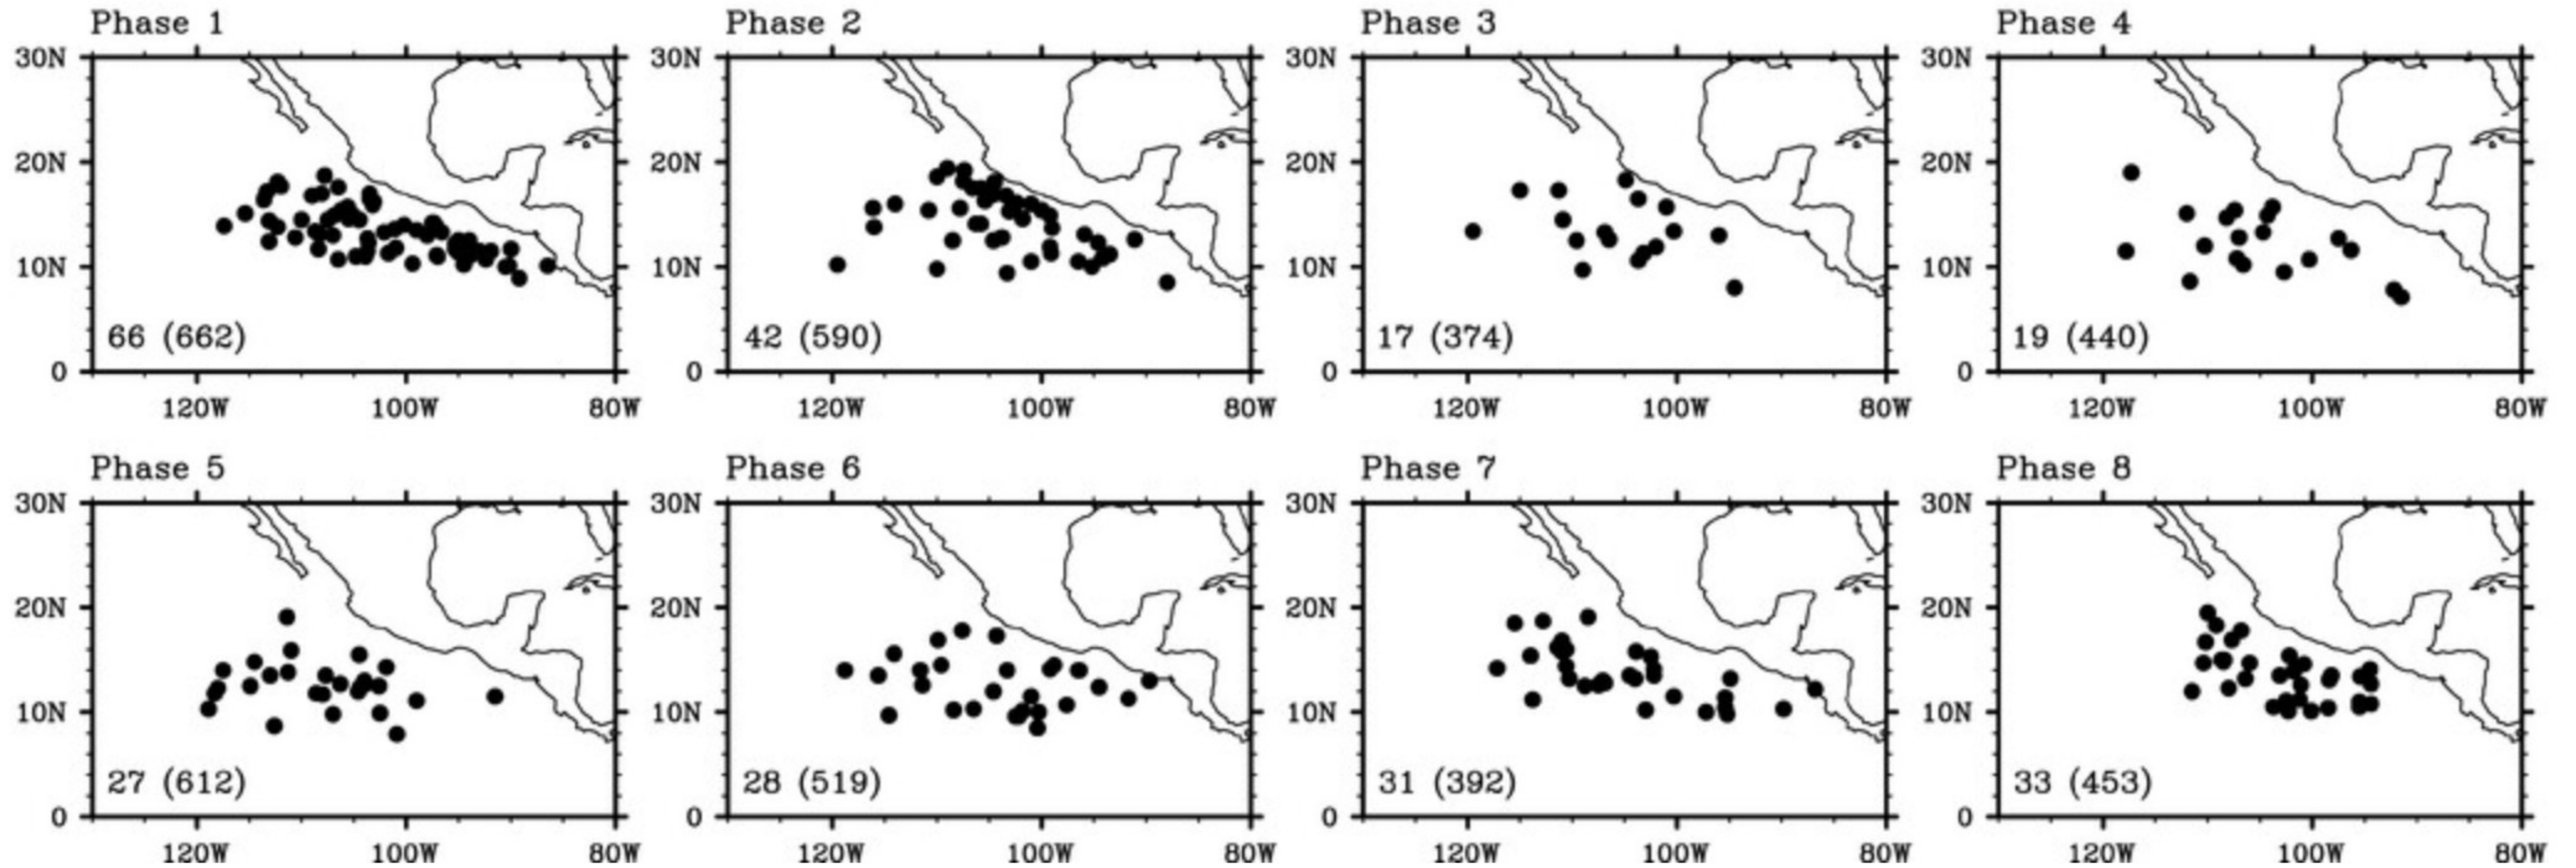 Phase 1
30N
20N
10N
0
120W 100W 80W
66 (662)
Phase 2
30N
20N
10N
0
120W 100W 80W
42 (590)
Phase 3
30N
20N
10N
0
120W 100W 80W
17 (374)
Phase 4
30N
20N
10N
0
120W 100W 80W
19 (440)
Phase 5
30N
20N
10N
0
120W 100W 80W
27 (612)
Phase 6
30N
20N
10N
0
120W 100W 80W
28 (519)
Phase 7
30N
20N
10N
0
120W 100W 80W
31 (392)
Phase 8
30N
20N
10N
0
120W 100W 80W
33 (453)